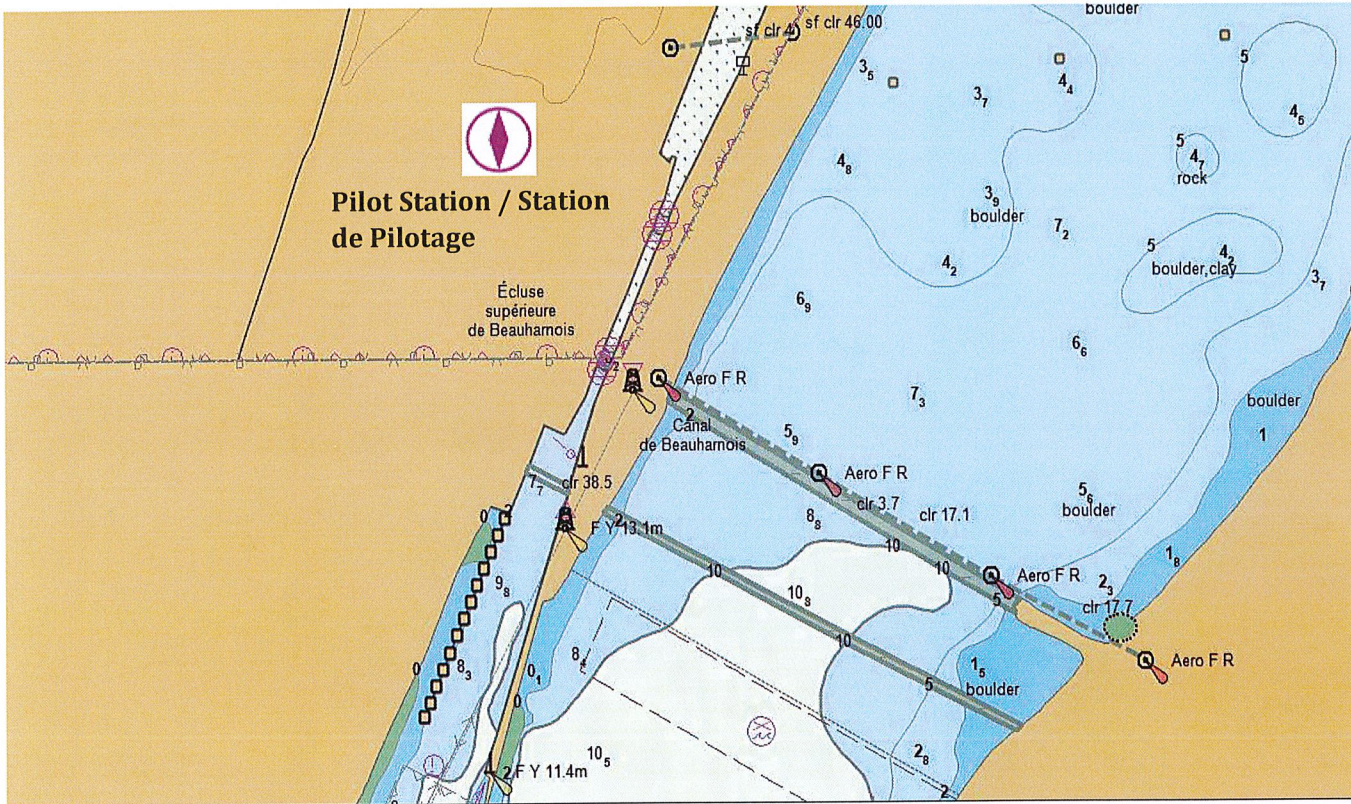 boulder
sf clr 46.00
5
3₅
4₄
3₇
4₅
Pilot Station / Station
de Pilotage
4₈
5
4₇
rock
3₉
boulder
7₂
5
4₂
boulder,clay
4₂
3₇
Écluse
supérieure
de Beauharnois
6₉
6₆
Aero F R
7₃
boulder
2
Canal
de Beauharnois
5₉
1
Aero F R
7₇
clr 38.5
clr 3.7
clr 17.1
5₆
boulder
0
2
F Y 13.1m
2
8₈
10
10
1₈
Aero F R
2₃
clr 17.7
9₈
10
10₈
5
10
0
8₃
0₁
8₄
1₅
boulder
Aero F R
5
0
10₅
2₈
F Y 11.4m
2
2